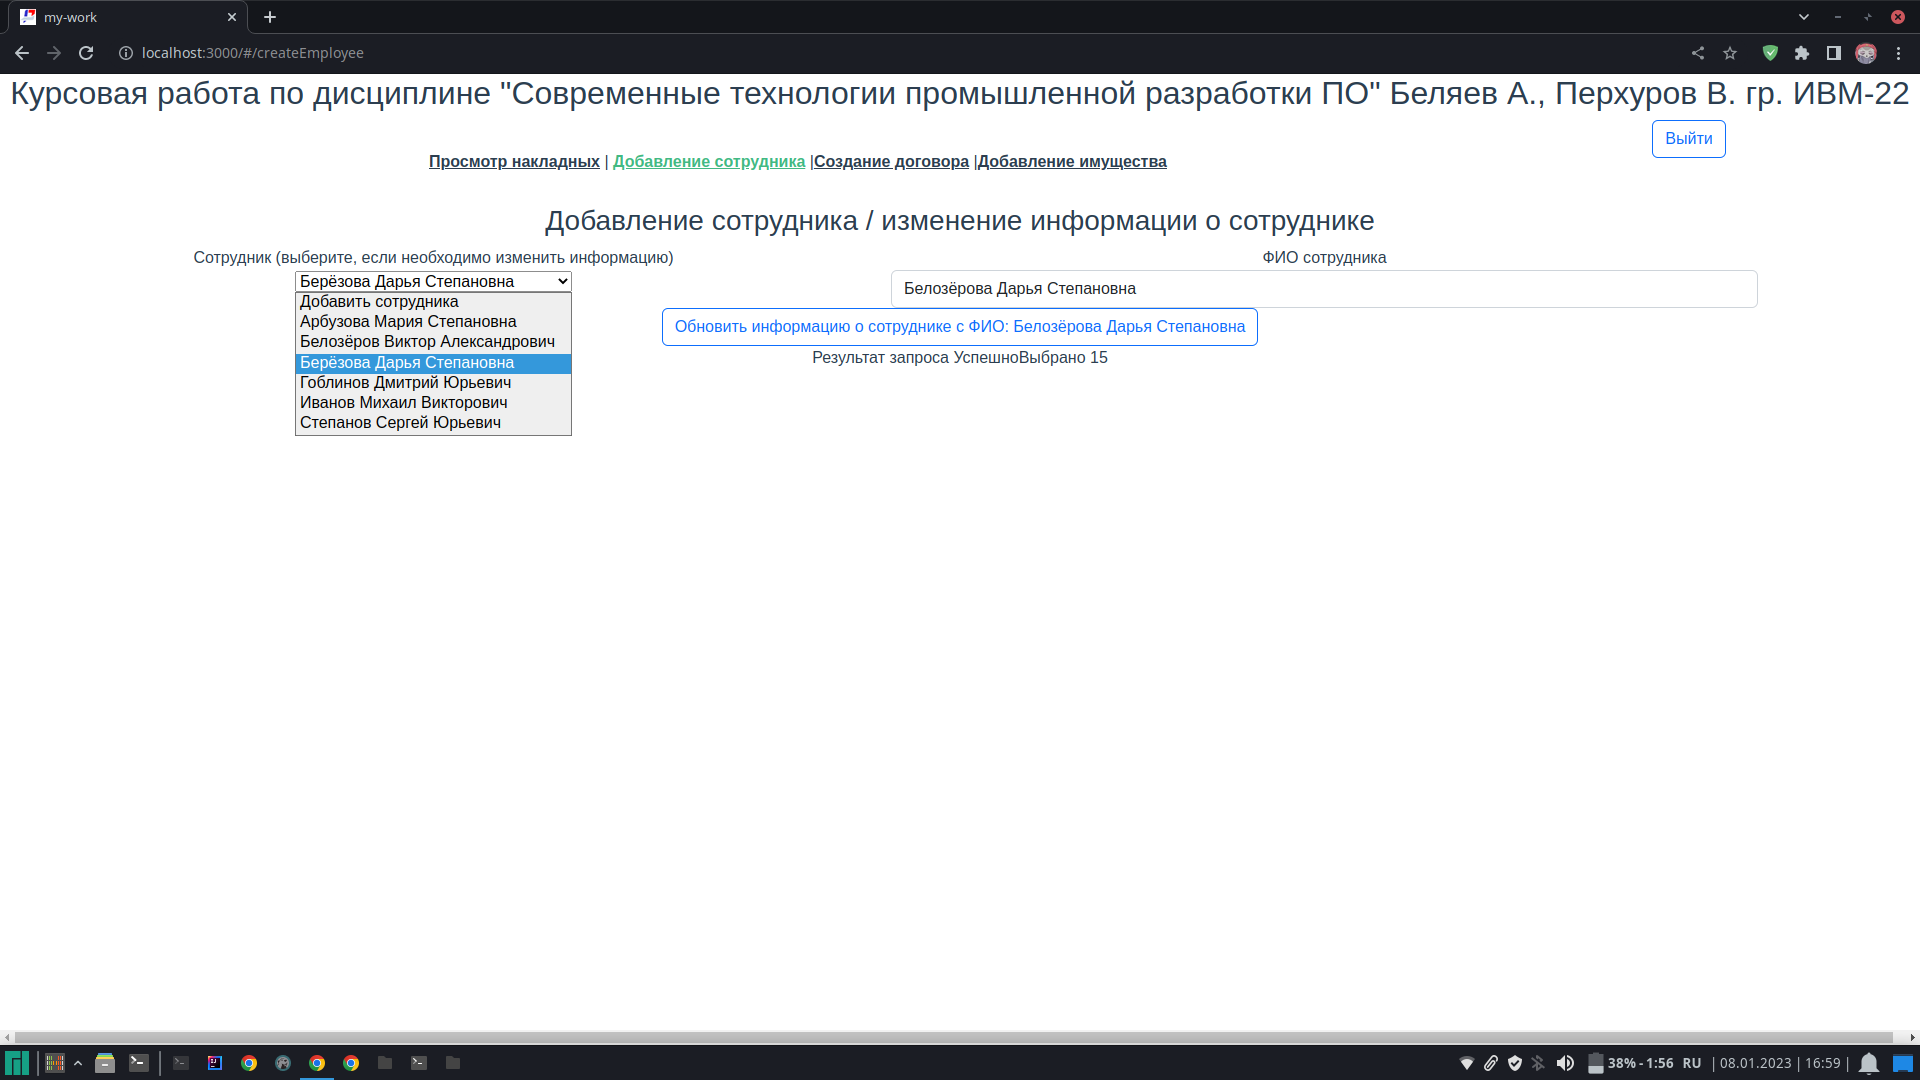 my-work
localhost:3000/#/createEmployee
Курсовая работа по дисциплине "Современные технологии промышленной разработки ПО" Беляев А., Перхуров В. гр. ИВМ-22
Выйти
Просмотр накладных | Добавление сотрудника |Создание договора |Добавление имущества
Добавление сотрудника / изменение информации о сотруднике
Сотрудник (выберите, если необходимо изменить информацию)
ФИО сотрудника
Берёзова Дарья Степановна
Белозёрова Дарья Степановна
Добавить сотрудника
Арбузова Мария Степановна
Белозёров Виктор Александрович
Берёзова Дарья Степановна
Гоблинов Дмитрий Юрьевич
Иванов Михаил Викторович
Степанов Сергей Юрьевич
Обновить информацию о сотруднике с ФИО: Белозёрова Дарья Степановна
Результат запроса УспешноВыбрано 15
38% - 1:56 RU | 08.01.2023 | 16:59 |